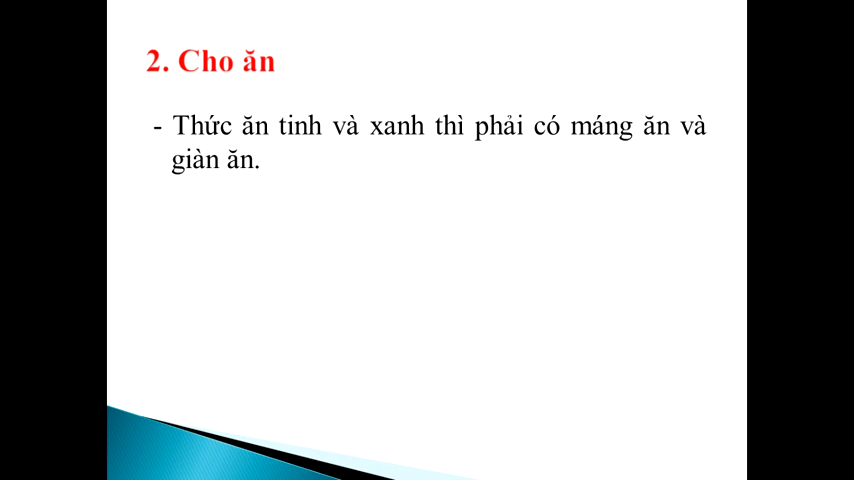 2. Cho ăn
- Thức ăn tinh và xanh thì phải có máng ăn và
giàn ăn.